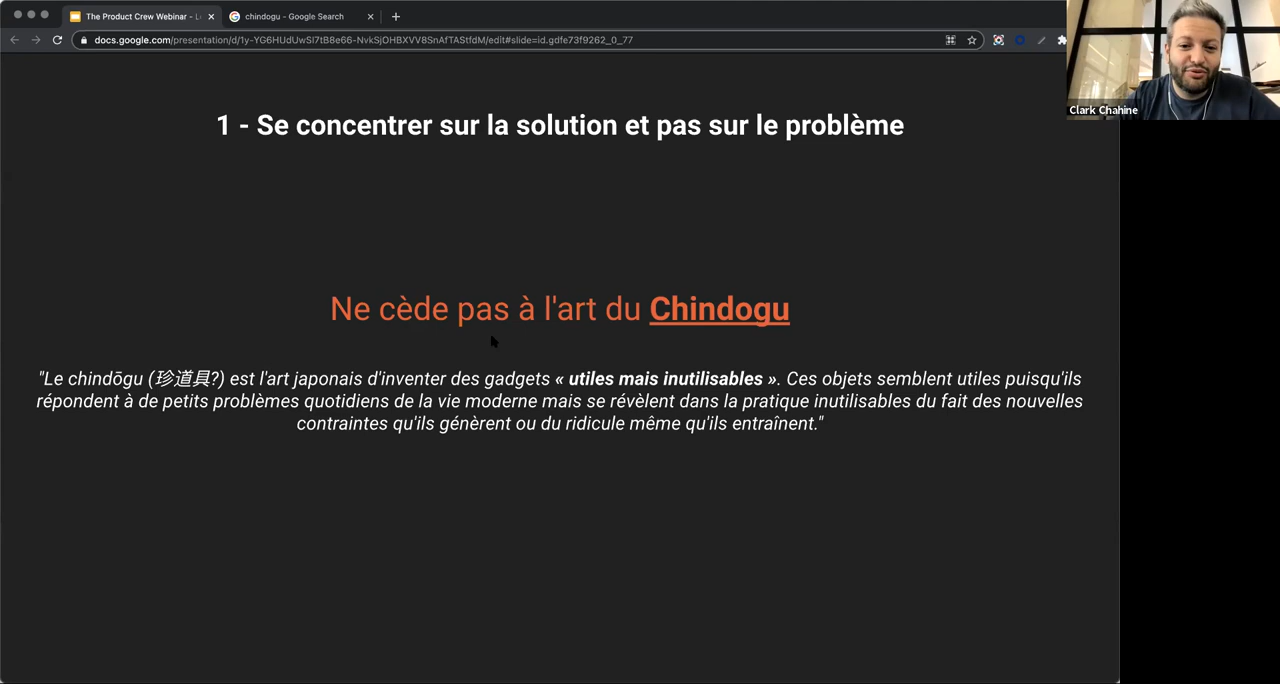 The Product Crew Webinar - L
chindogu - Google Search
docs.google.com/presentation/d/1y-YG6HUdUwSl7tB8e66-NvkSjOHBXVV8SnAfTAStfdM/edit#slide=id.gdfe73f9262_0_77
Clark Chahine
1 - Se concentrer sur la solution et pas sur le problème
Ne cède pas à l'art du Chindogu
"Le chindōgu (珍道具?) est l'art japonais d'inventer des gadgets « utiles mais inutilisables ». Ces objets semblent utiles puisqu'ils
répondent à de petits problèmes quotidiens de la vie moderne mais se révèlent dans la pratique inutilisables du fait des nouvelles
contraintes qu'ils génèrent ou du ridicule même qu'ils entraînent."